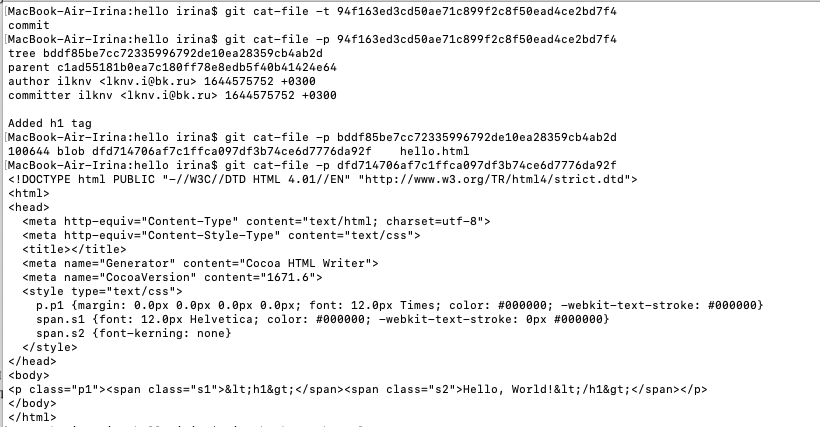 [MacBook-Air-Irina:hello irina$ git cat-file -t 94f163ed3cd50ae71c899f2c8f50ead4ce2bd7f4
commit
[MacBook-Air-Irina:hello irina$ git cat-file -p 94f163ed3cd50ae71c899f2c8f50ead4ce2bd7f4
tree bddf85be7cc72335996792de10ea28359cb4ab2d
parent c1ad55181b0ea7c180ff78e8edb5f40b41424e64
author ilknv <lknv.i@bk.ru> 1644575752 +0300
committer ilknv <lknv.i@bk.ru> 1644575752 +0300

Added h1 tag
[MacBook-Air-Irina:hello irina$ git cat-file -p bddf85be7cc72335996792de10ea28359cb4ab2d
100644 blob dfd714706af7c1ffca097df3b74ce6d7776da92f    hello.html
[MacBook-Air-Irina:hello irina$ git cat-file -p dfd714706af7c1ffca097df3b74ce6d7776da92f
<!DOCTYPE html PUBLIC "-//W3C//DTD HTML 4.01//EN" "http://www.w3.org/TR/html4/strict.dtd">
<html>
<head>
  <meta http-equiv="Content-Type" content="text/html; charset=utf-8">
  <meta http-equiv="Content-Style-Type" content="text/css">
  <title></title>
  <meta name="Generator" content="Cocoa HTML Writer">
  <meta name="CocoaVersion" content="1671.6">
  <style type="text/css">
    p.p1 {margin: 0.0px 0.0px 0.0px 0.0px; font: 12.0px Times; color: #000000; -webkit-text-stroke: #000000}
    span.s1 {font: 12.0px Helvetica; color: #000000; -webkit-text-stroke: 0px #000000}
    span.s2 {font-kerning: none}
  </style>
</head>
<body>
<p class="p1"><span class="s1">&lt;h1&gt;</span><span class="s2">Hello, World!&lt;/h1&gt;</span></p>
</body>
</html>